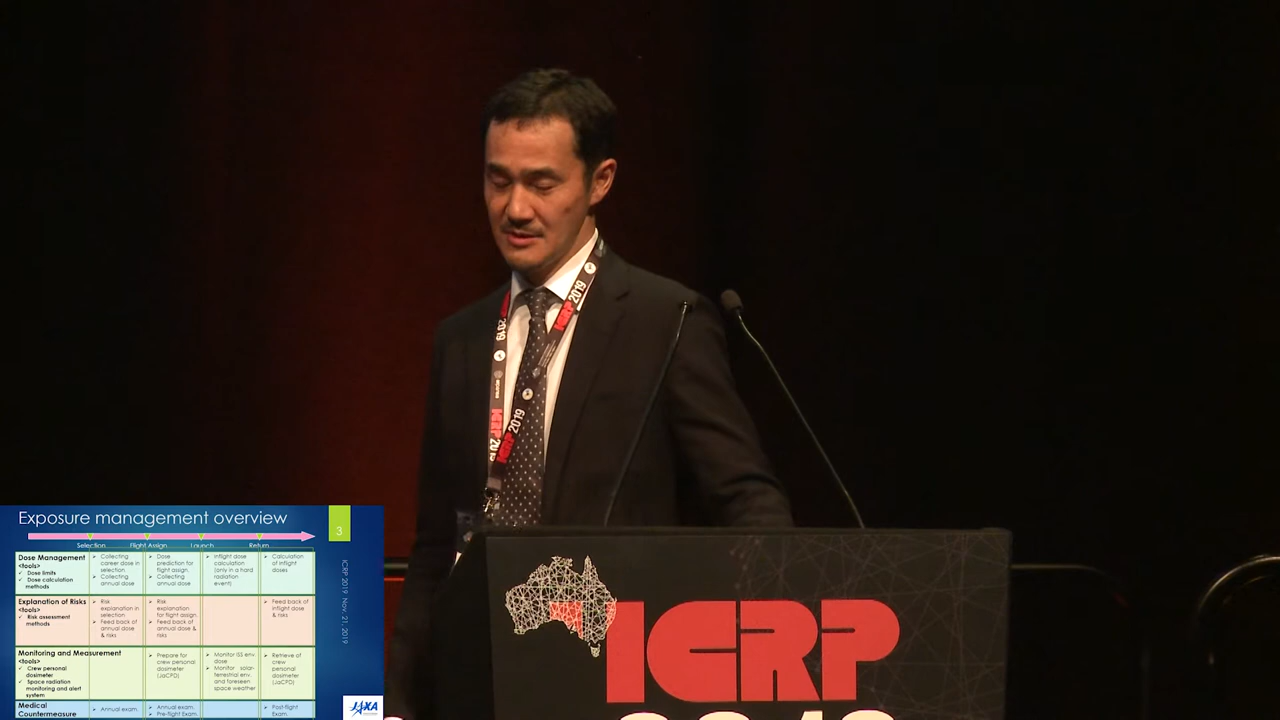 2019
ICRP 2019
ICRP 2019
ICRP 2019
Exposure management overview
3
Selection
Flight Assign.
Launch
Return
Dose Management
<tools>
✓ Dose limits
✓ Dose calculation
methods
➢ Collecting
career dose in
selection
➢ Collecting
annual dose
➢ Dose
prediction for
flight assign.
➢ Collecting
annual dose
➢ Inflight dose
calculation
(only in a hard
radiation
event)
➢ Calculation
of inflight
doses
Explanation of Risks
<tools>
✓ Risk assessment
methods
➢ Risk
explanation in
selection
➢ Feed back of
annual dose
& risks
➢ Risk
explanation
for flight assign.
➢ Feed back of
annual dose &
risks
➢ Feed back of
inflight dose
& risks
Monitoring and Measurement
<tools>
✓ Crew personal
dosimeter
✓ Space radiation
monitoring and alert
system
➢ Prepare for
crew personal
dosimeter
(JaCPD)
➢ Monitor ISS env.
dose
➢ Monitor solar-
terrestrial env.
and foreseen
space weather
➢ Retrieve of
crew
personal
dosimeter
(JaCPD)
Medical
Countermeasure
➢ Annual exam.
➢ Annual exam.
➢ Pre-flight Exam.
➢ Post-flight
Exam.
ICRP 2019 Nov. 21, 2019
JAXA
ICRP